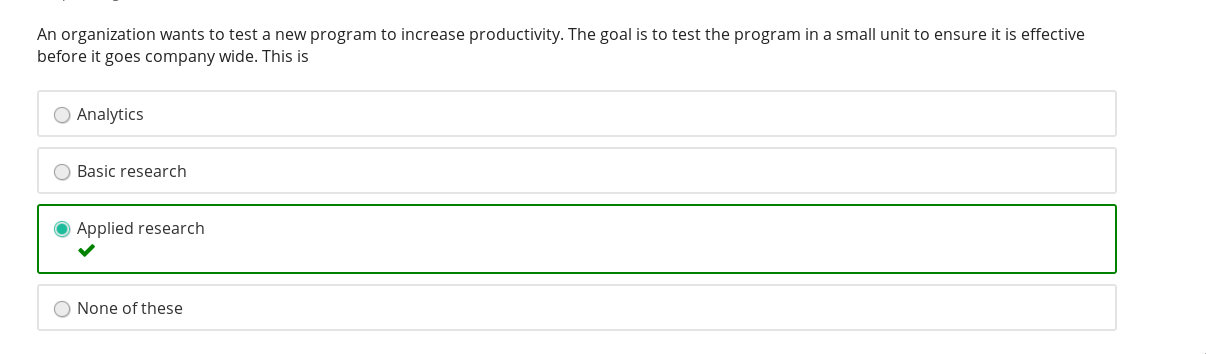 An organization wants to test a new program to increase productivity. The goal is to test the program in a small unit to ensure it is effective
before it goes company wide. This is
Analytics
Basic research
Applied research
None of these